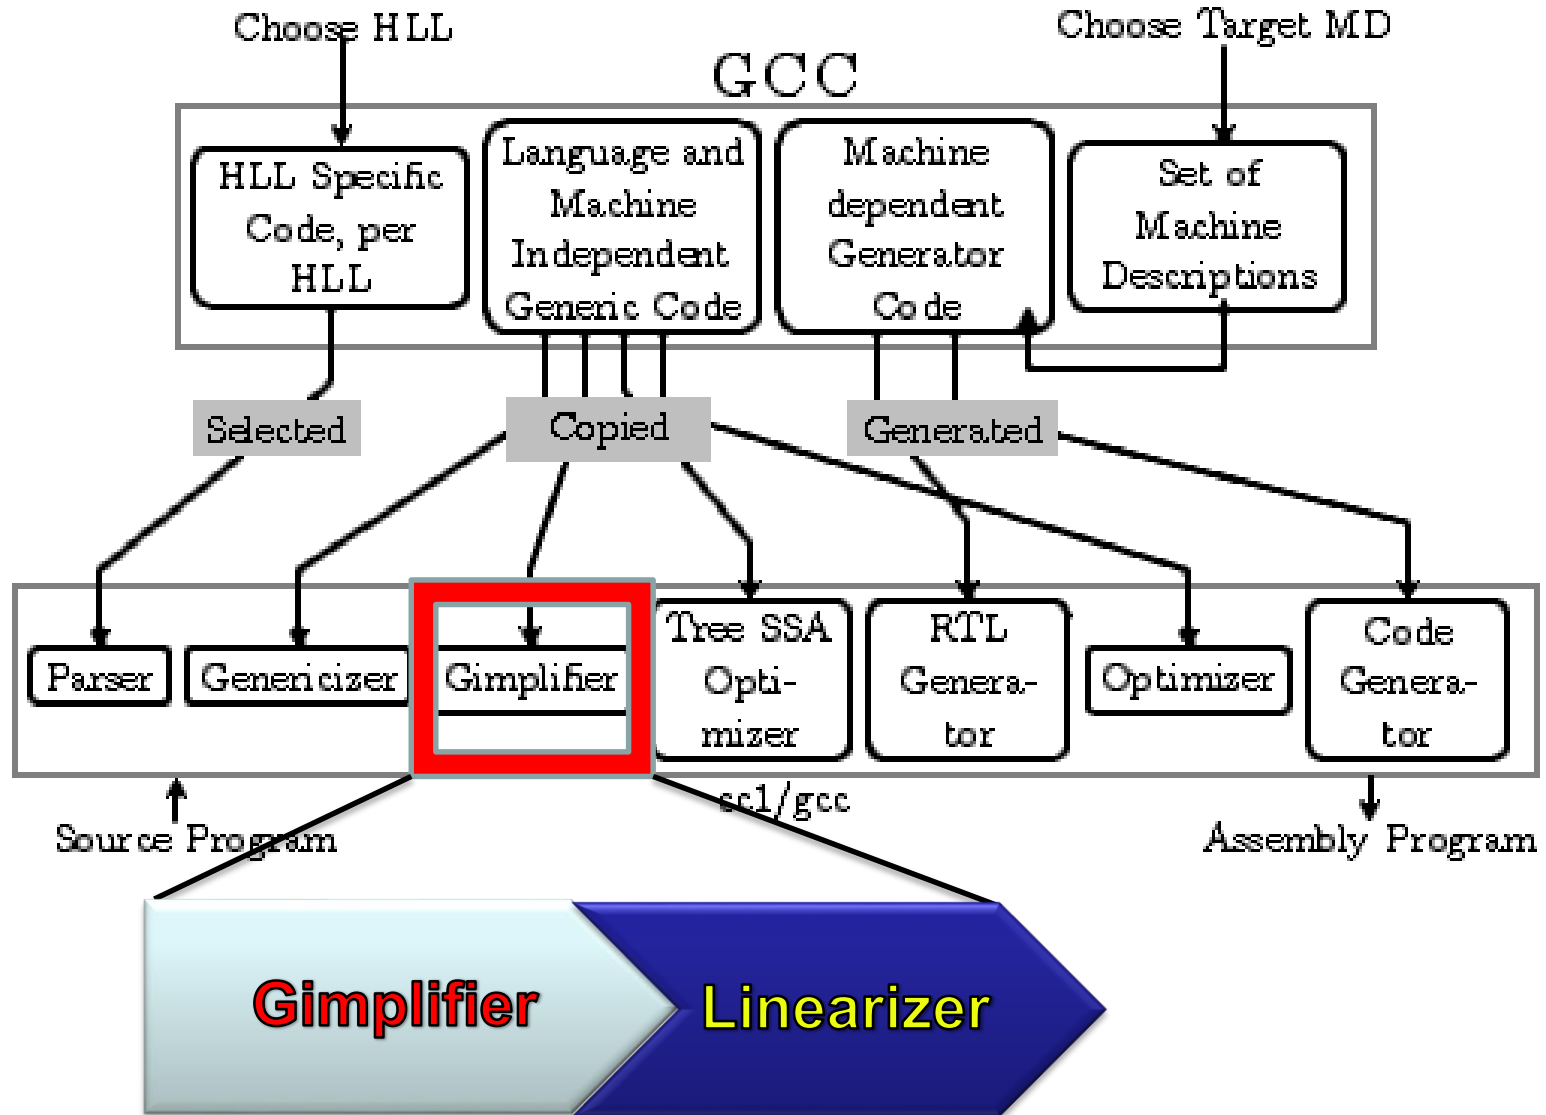 Choose HLL
Choose Target MD
GCC
HLL Specific
Code, per
HLL
Language and
Machine
Independent
Generic Code
Machine
dependent
Generator
Code
Set of
Machine
Descriptions
Selected
Copied
Generated
Parser
Genericizer
Gimplifier
Tree SSA
Opti-
mizer
RTL
Genera-
tor
Optimizer
Code
Genera-
tor
cc1/gcc
Source Program
Assembly Program
Gimplifier
Linearizer